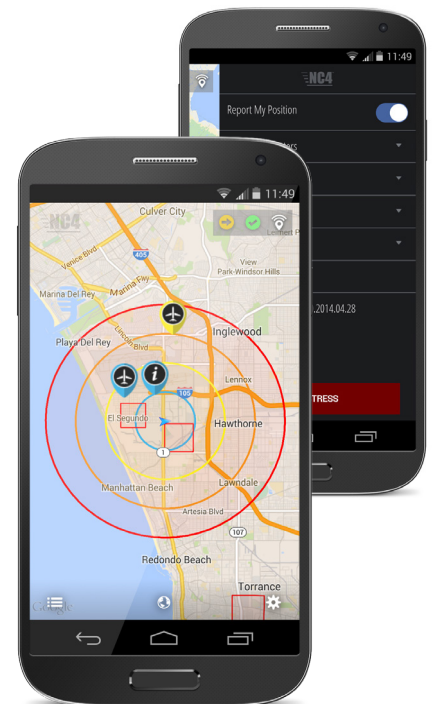 11:49
NC4
Report My Position
ters
.2014.04.28
TRESS
11:49
NC4
Culver City
Venice Blvd
405
View
Park-Windsor Hills
Marina Del Rey
Marina Fwy
Lincoln Blvd
Playa Del Rey
Inglewood
Lennox
105
El Segundo
Hawthorne
1
Manhattan Beach
Lawndale
Artesia Blvd
107
Redondo Beach
Torrance